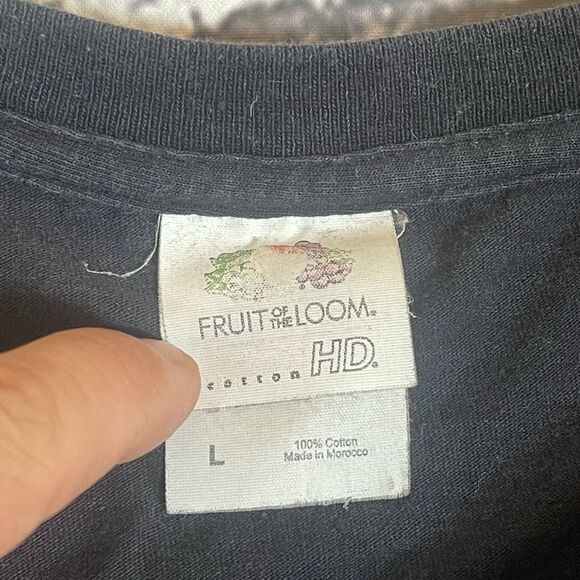 FRUIT OF THE LOOM®
cotton HD®
L
100% Cotton
Made in Morocco